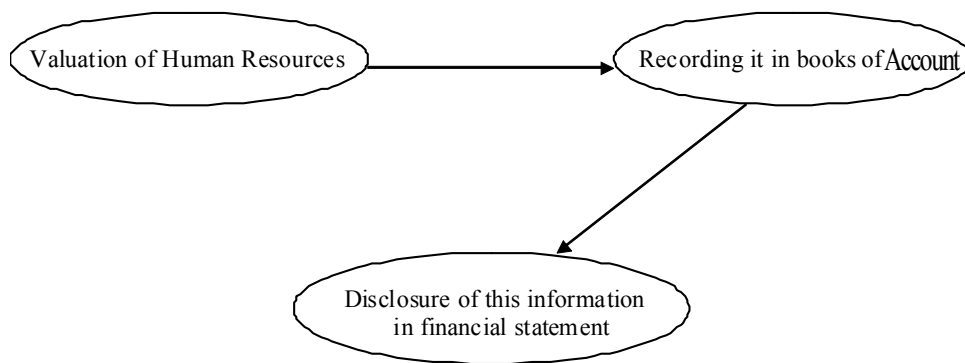 Valuation of Human Resources
Recording it in books of Account
Disclosure of this information
in financial statement